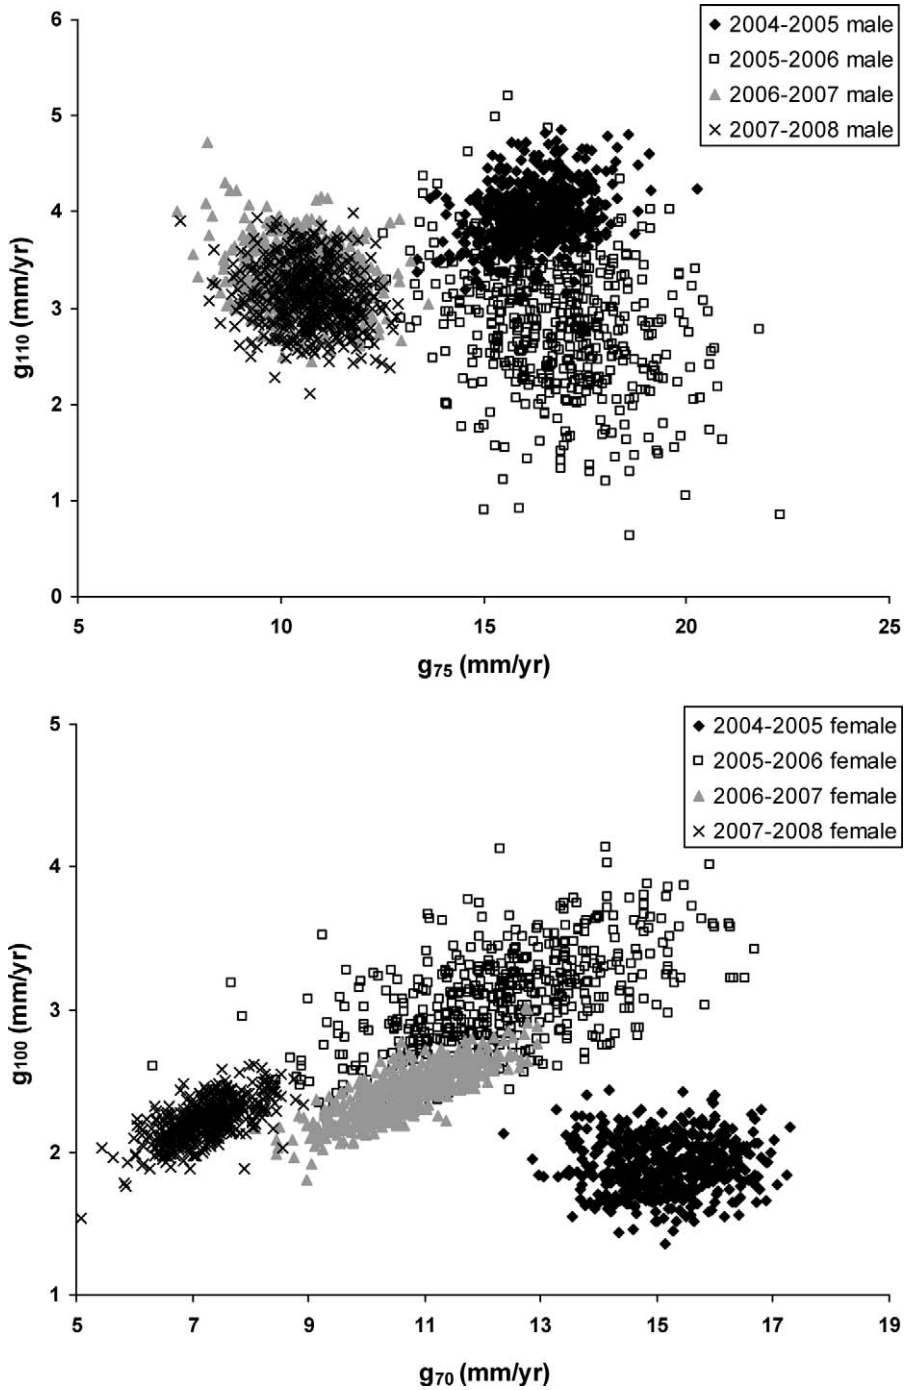 6
5
4
3
2
1
0
g110 (mm/yr)
5
10
15
20
25
g75 (mm/yr)
2004-2005 male
2005-2006 male
2006-2007 male
2007-2008 male
5
4
3
2
1
g100 (mm/yr)
5
7
9
11
13
15
17
19
g70 (mm/yr)
2004-2005 female
2005-2006 female
2006-2007 female
2007-2008 female